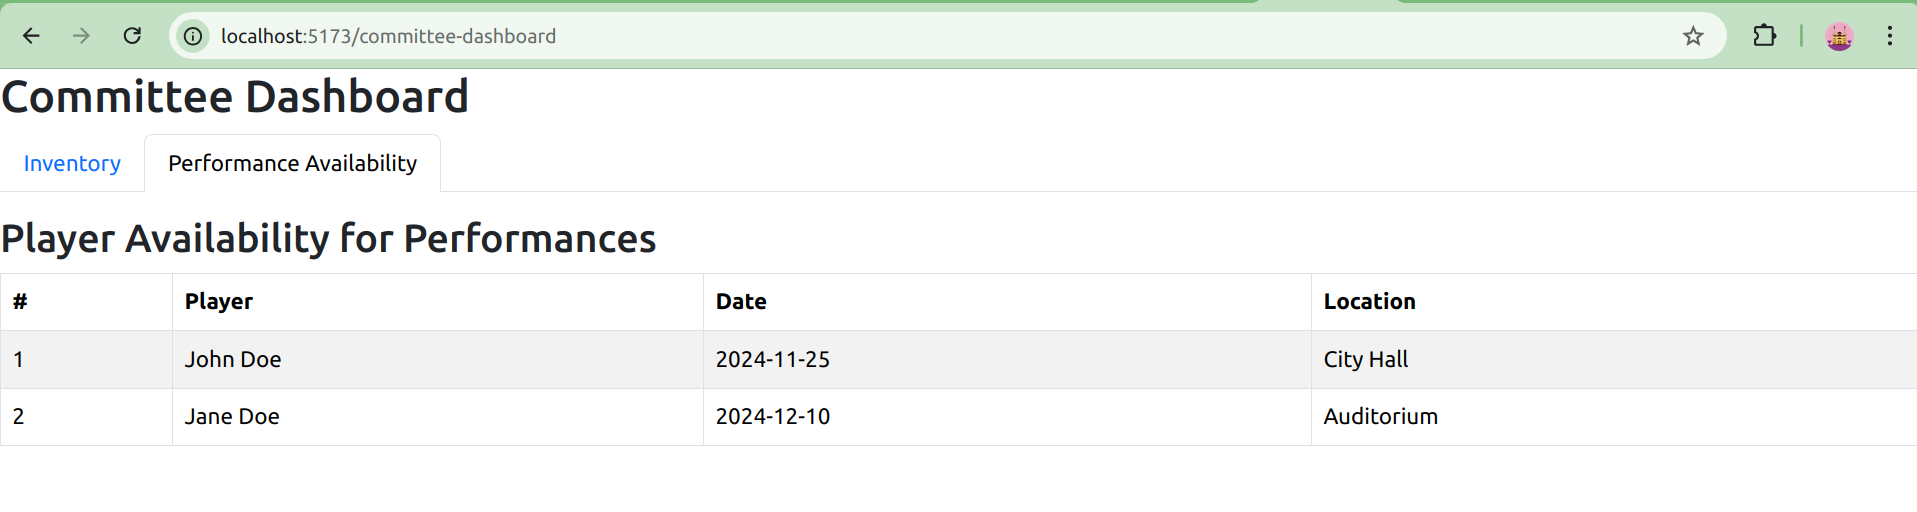 localhost:5173/committee-dashboard
Committee Dashboard
Inventory Performance Availability
Player Availability for Performances
# Player Date Location
1 John Doe 2024-11-25 City Hall
2 Jane Doe 2024-12-10 Auditorium